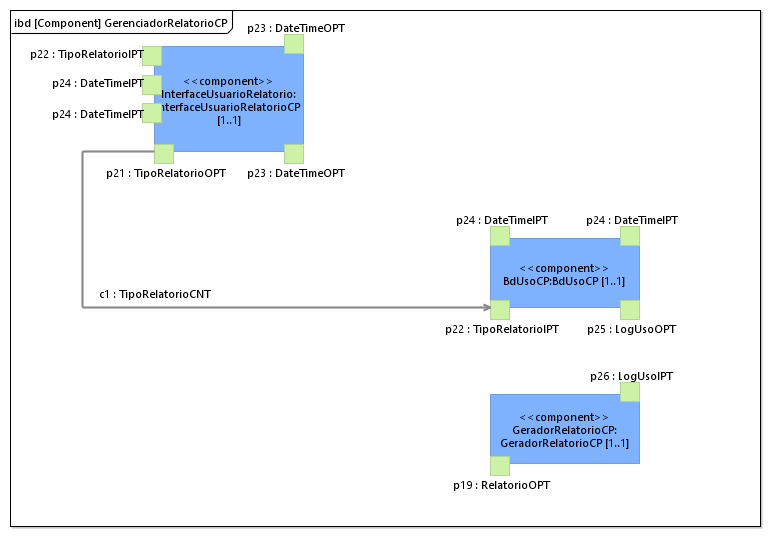 ibd [Component] GerenciadorRelatorioCP
p23 : DateTimeOPT
p22 : TipoRelatorioIPT
p24 : DateTimeIPT
p24 : DateTimeIPT
<<component>>
InterfaceUsuarioRelatorio:
nterfaceUsuarioRelatorioCP
[1..1]
p21 : TipoRelatorioOPT
p23 : DateTimeOPT
p24 : DateTimeIPT
p24 : DateTimeIPT
<<component>>
BdUsoCP:BdUsoCP [1..1]
c1 : TipoRelatorioCNT
p22 : TipoRelatorioIPT
p25 : LogUsoOPT
p26 : LogUsoIPT
<<component>>
GeradorRelatorioCP:
GeradorRelatorioCP [1..1]
p19 : RelatorioOPT